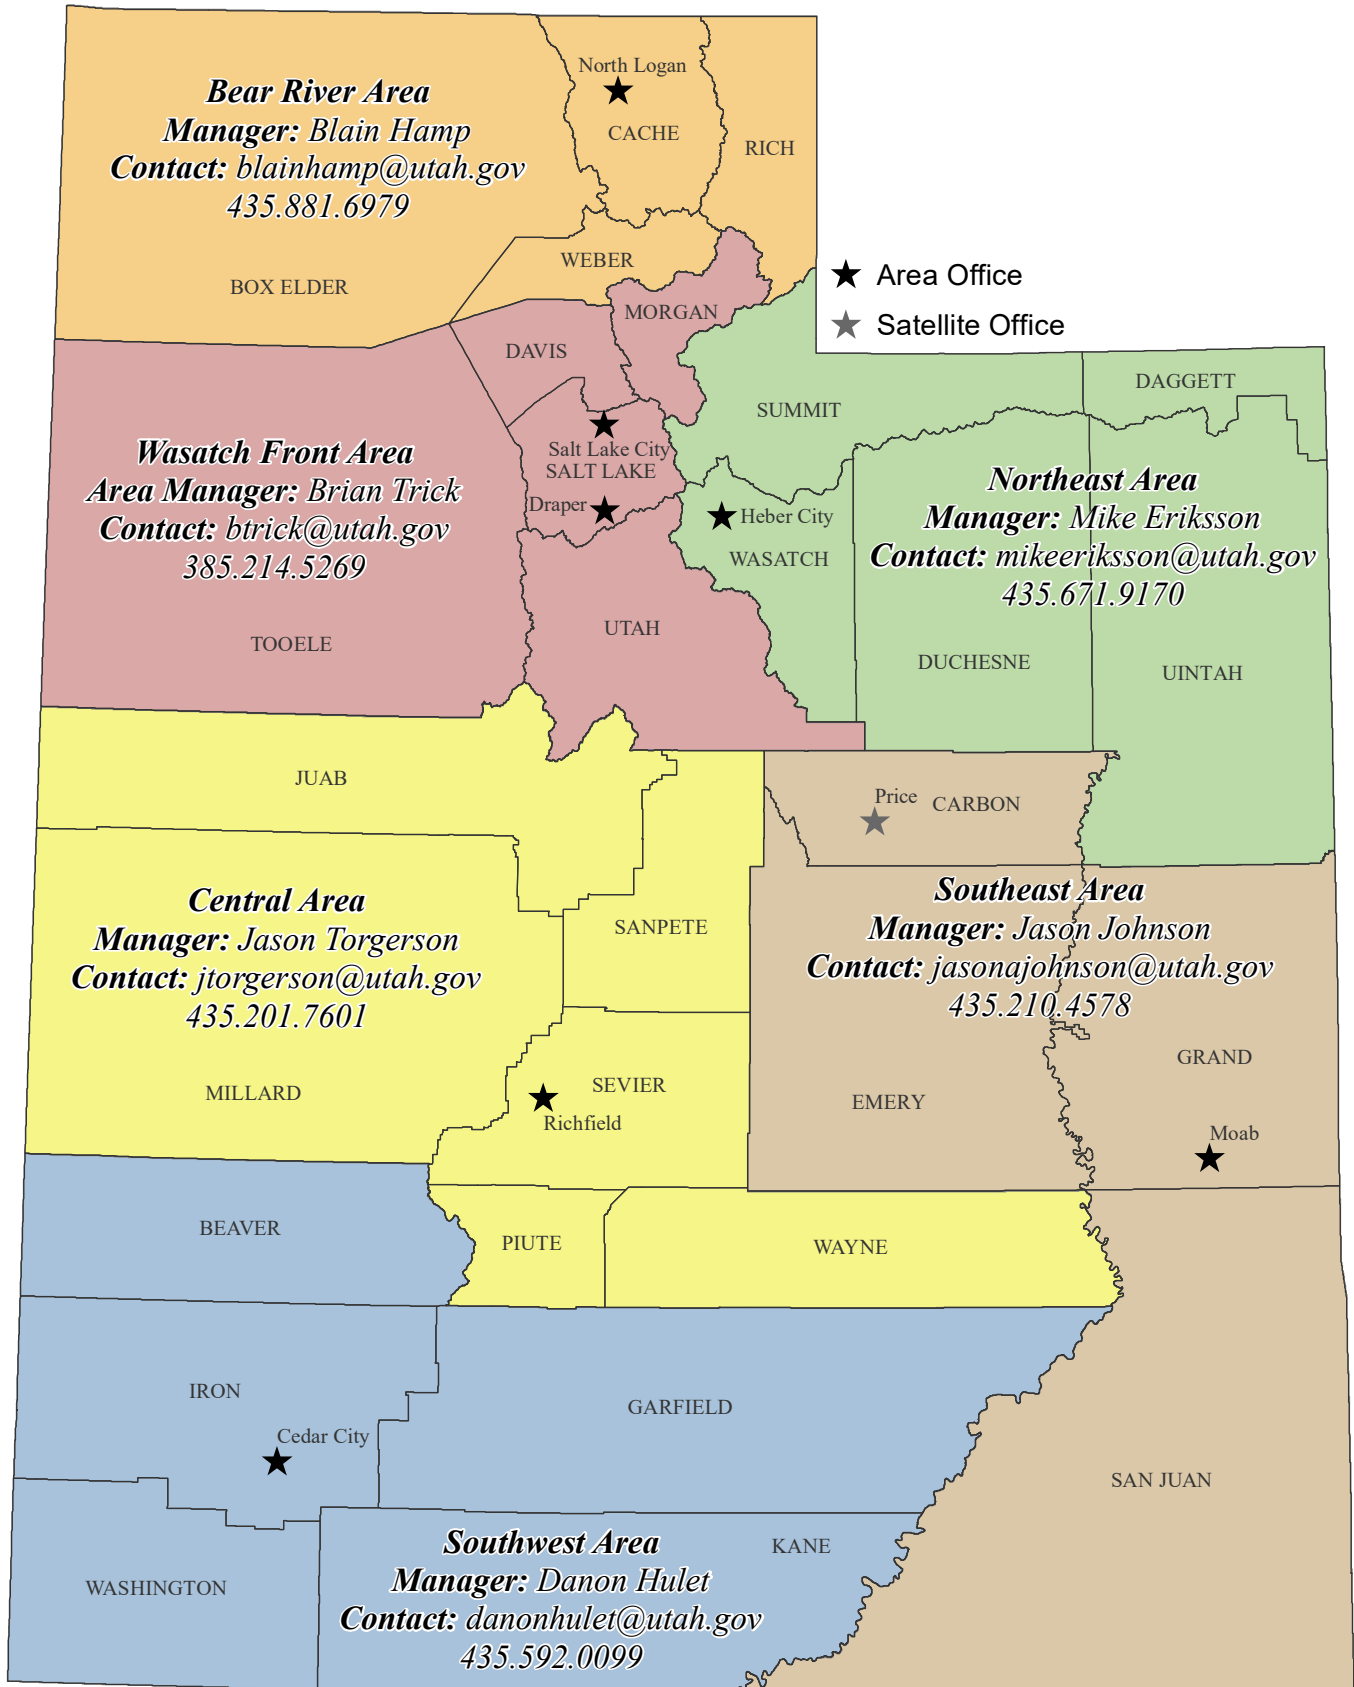 North Logan
Bear River Area
Manager: Blain Hamp
Contact: blainhamp@utah.gov
435.881.6979
CACHE
RICH
WEBER
BOX ELDER
Area Office
Satellite Office
MORGAN
DAVIS
DAGGETT
SUMMIT
Salt Lake City
SALT LAKE
Draper
Wasatch Front Area
Area Manager: Brian Trick
Contact: btrick@utah.gov
385.214.5269
Heber City
WASATCH
Northeast Area
Manager: Mike Eriksson
Contact: mikeeriksson@utah.gov
435.671.9170
UTAH
TOOELE
DUCHESNE
UINTAH
JUAB
Price
CARBON
Central Area
Manager: Jason Torgerson
Contact: jtorgerson@utah.gov
435.201.7601
SANPETE
Southeast Area
Manager: Jason Johnson
Contact: jasonajohnson@utah.gov
435.210.4578
GRAND
MILLARD
SEVIER
Richfield
EMERY
Moab
BEAVER
PIUTE
WAYNE
IRON
Cedar City
GARFIELD
SAN JUAN
WASHINGTON
KANE
Southwest Area
Manager: Danon Hulet
Contact: danonhulet@utah.gov
435.592.0099